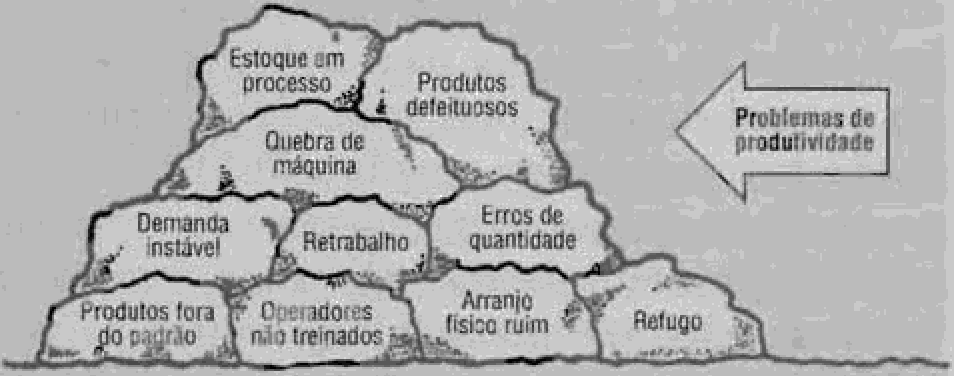 Estoque em
processo
Produtos
defeituosos
Problemas de
produtividade
Quebra de
máquina
Demanda
instável
Retrabalho
Erros de
quantidade
Produtos fora
do padrão
Operadores
não treinados
Arranjo
físico ruim
Refugo